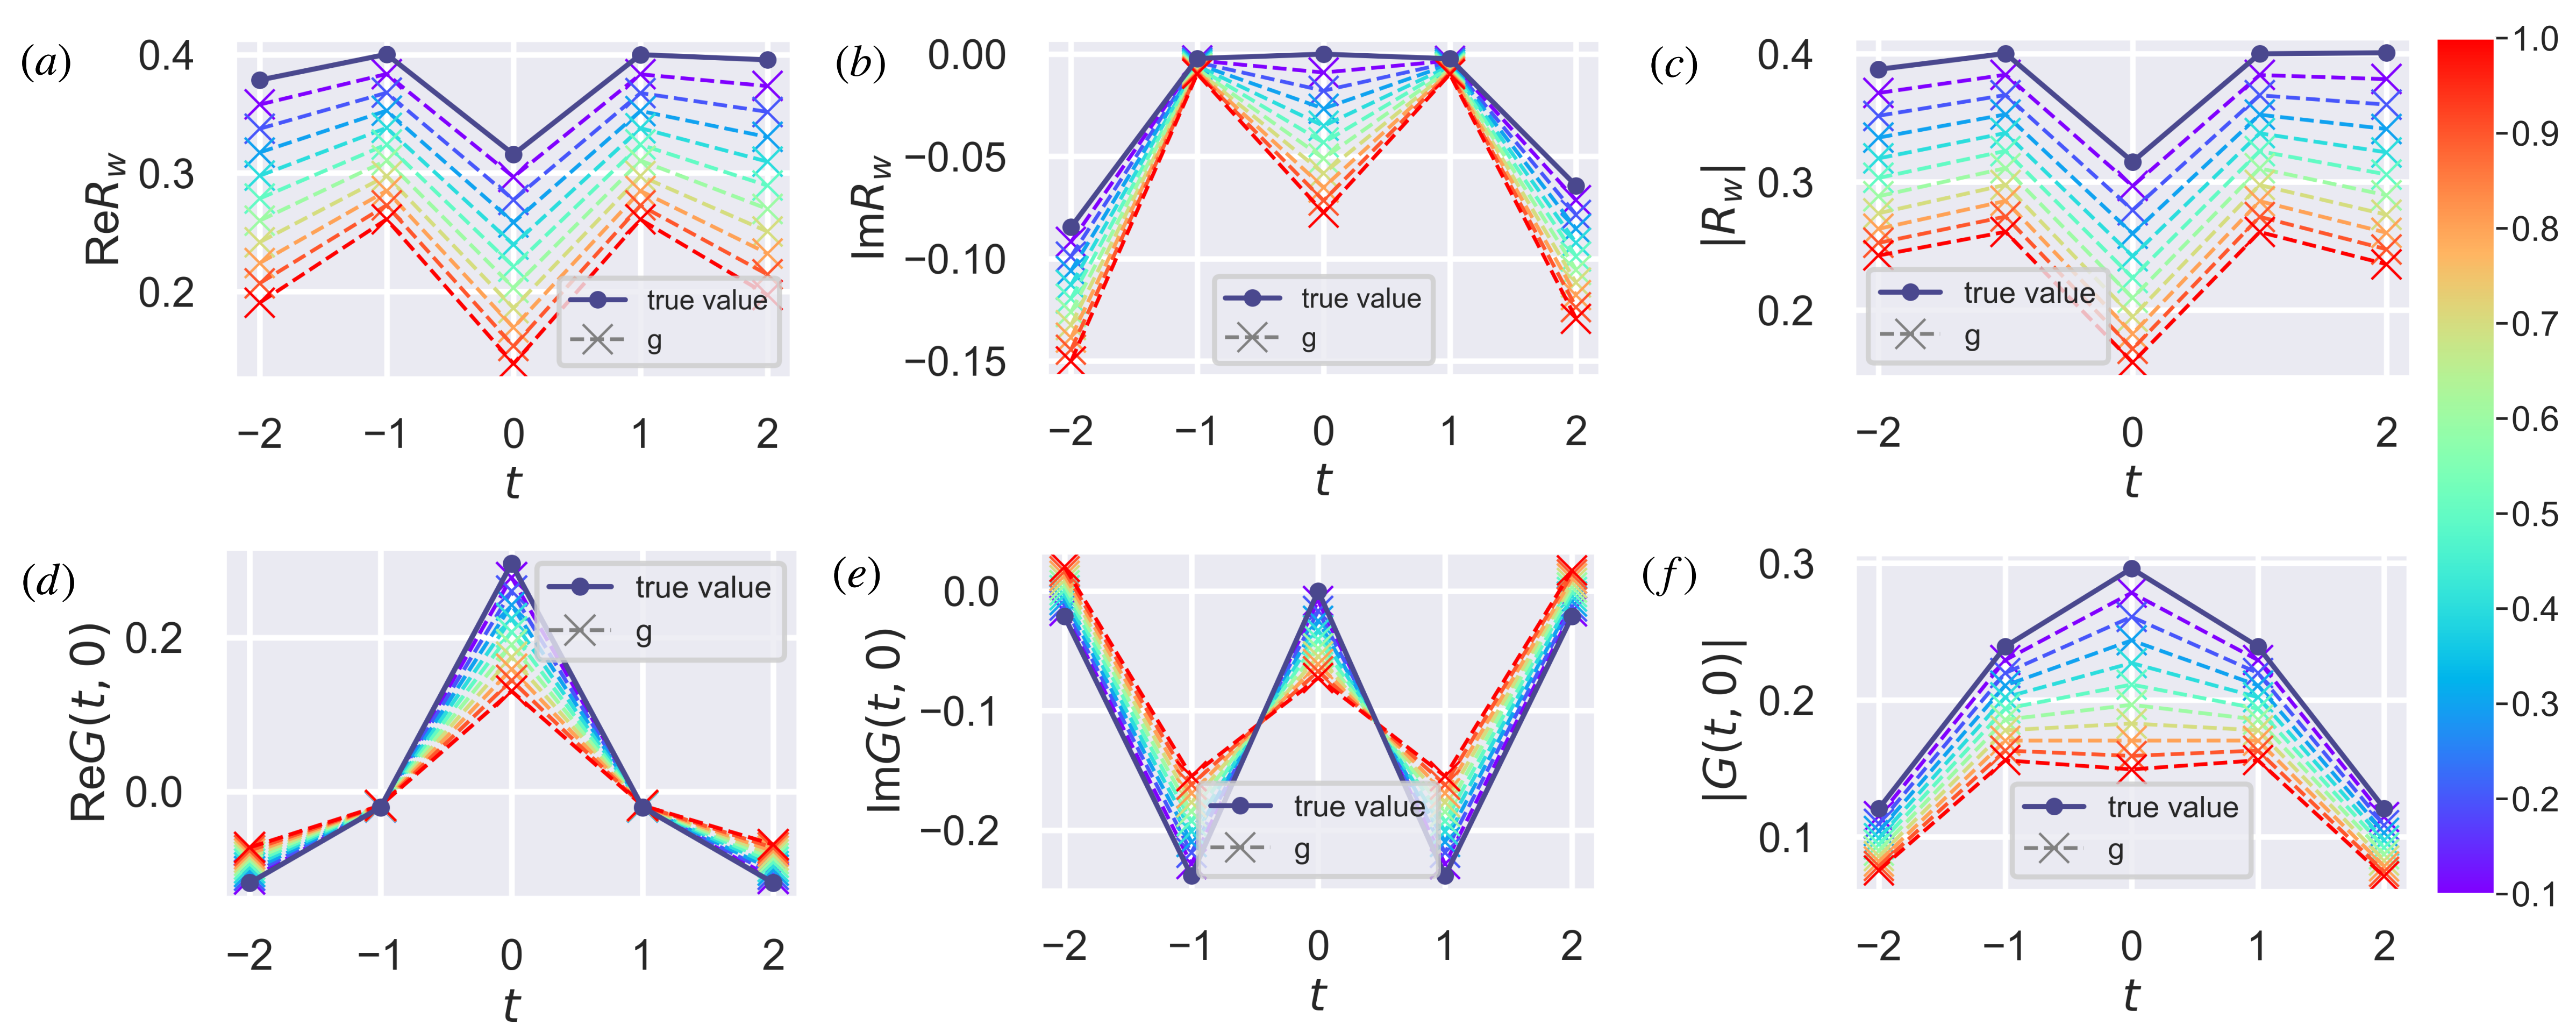 (a)
ReR_w
0.4
0.3
0.2
true value
g
−2 −1 0 1 2
t
(b)
ImR_w
0.00
−0.05
−0.10
−0.15
true value
g
−2 −1 0 1 2
t
(c)
|R_w|
0.4
0.3
0.2
true value
g
−2 0 2
t
(d)
ReG(t, 0)
0.2
0.0
true value
g
−2 −1 0 1 2
t
(e)
ImG(t, 0)
0.0
−0.1
−0.2
true value
g
−2 −1 0 1 2
t
(f)
|G(t, 0)|
0.3
0.2
0.1
true value
g
−2 −1 0 1 2
t
1.0
0.9
0.8
0.7
0.6
0.5
0.4
0.3
0.2
0.1